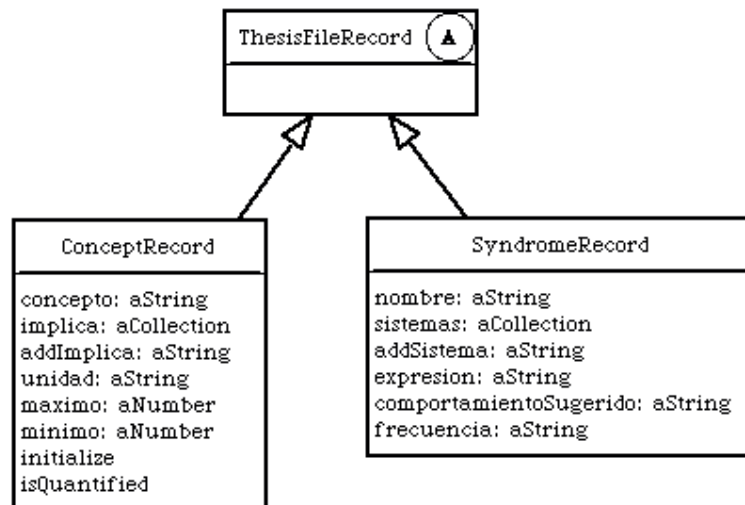 ThesisFileRecord A
ConceptRecord
concepto: aString
implica: aCollection
addImplica: aString
unidad: aString
maximo: aNumber
minimo: aNumber
initialize
isQuantified
SyndromeRecord
nombre: aString
sistemas: aCollection
addSistema: aString
expresion: aString
comportamientoSugerido: aString
frecuencia: aString